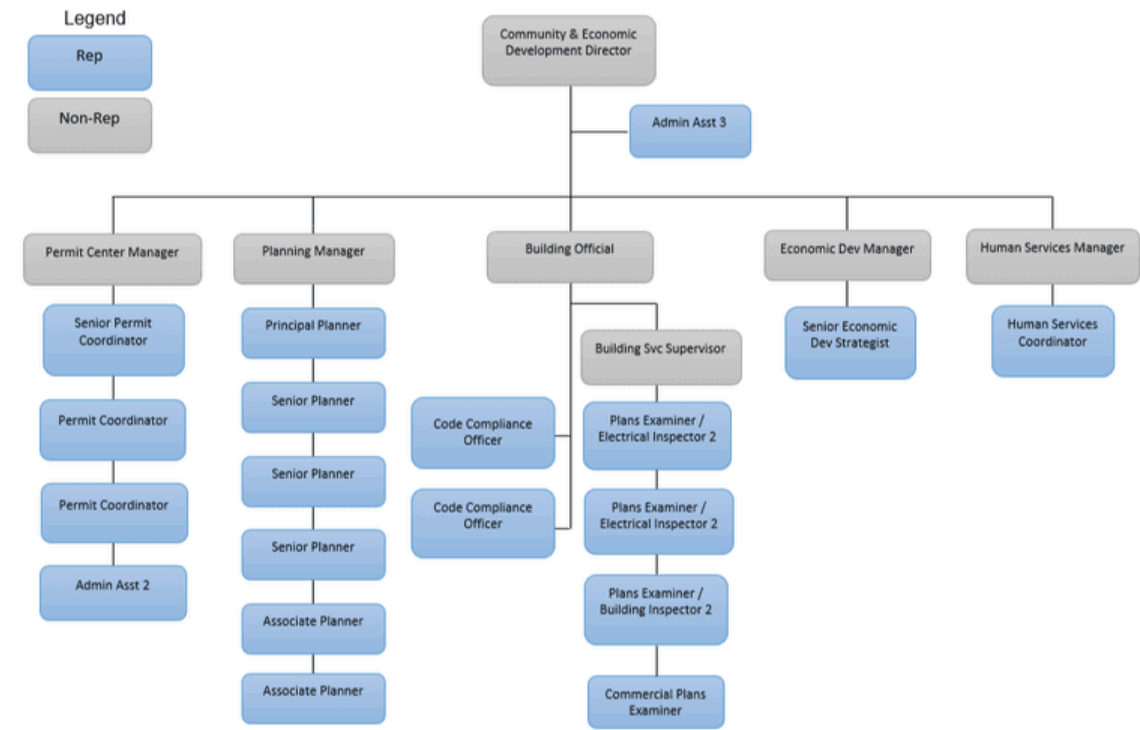 Legend
Rep
Non-Rep
Community & Economic
Development Director
Admin Asst 3
Permit Center Manager
Senior Permit
Coordinator
Permit Coordinator
Permit Coordinator
Admin Asst 2
Planning Manager
Principal Planner
Senior Planner
Senior Planner
Senior Planner
Associate Planner
Associate Planner
Building Official
Code Compliance
Officer
Code Compliance
Officer
Building Svc Supervisor
Plans Examiner /
Electrical Inspector 2
Plans Examiner /
Electrical Inspector 2
Plans Examiner /
Building Inspector 2
Commercial Plans
Examiner
Economic Dev Manager
Senior Economic
Dev Strategist
Human Services Manager
Human Services
Coordinator